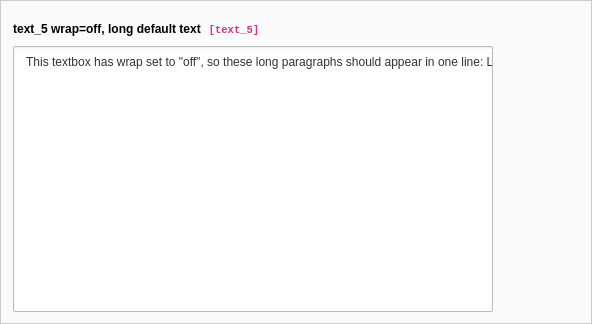 text_5 wrap=off, long default text [text_5]
This textbox has wrap set to "off", so these long paragraphs should appear in one line: L